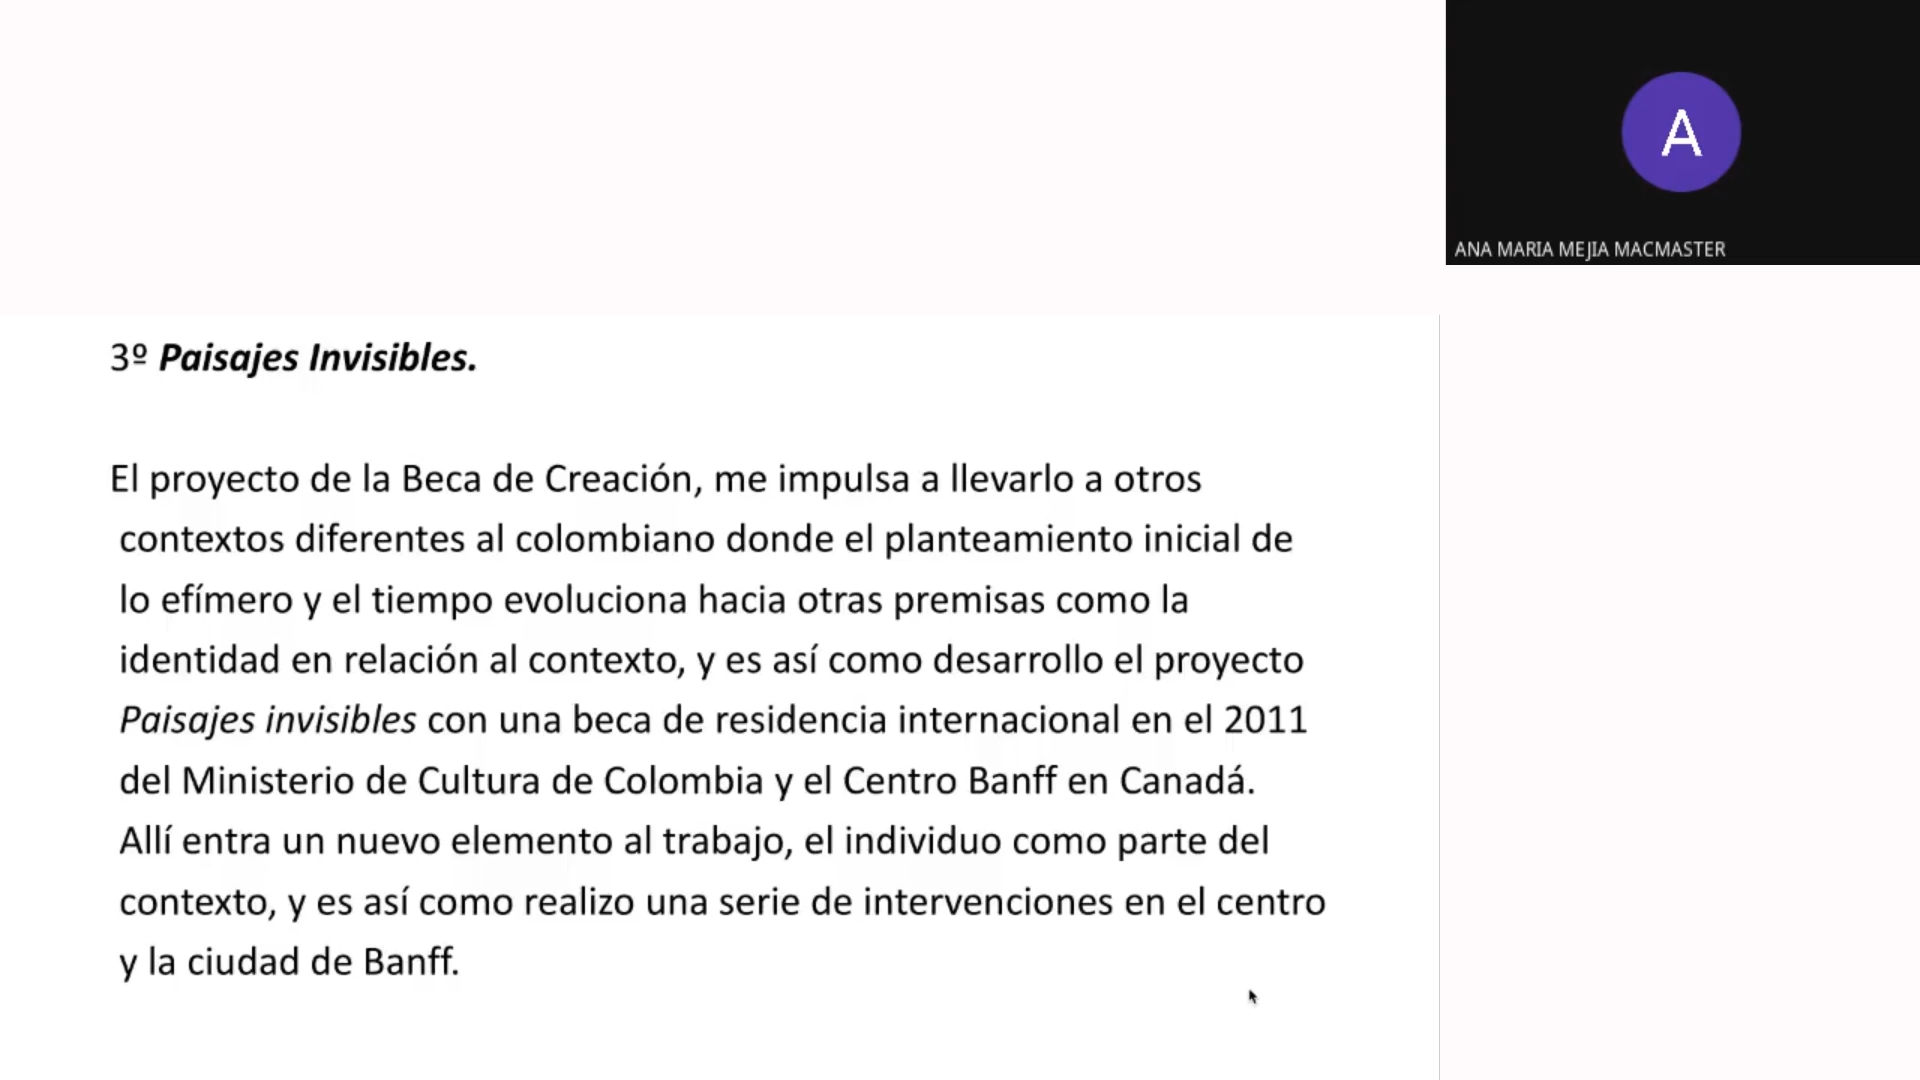 A
ANA MARIA MEJIA MACMASTER
3º Paisajes Invisibles.
El proyecto de la Beca de Creación, me impulsa a llevarlo a otros
contextos diferentes al colombiano donde el planteamiento inicial de
lo efímero y el tiempo evoluciona hacia otras premisas como la
identidad en relación al contexto, y es así como desarrollo el proyecto
Paisajes invisibles con una beca de residencia internacional en el 2011
del Ministerio de Cultura de Colombia y el Centro Banff en Canadá.
Allí entra un nuevo elemento al trabajo, el individuo como parte del
contexto, y es así como realizo una serie de intervenciones en el centro
y la ciudad de Banff.